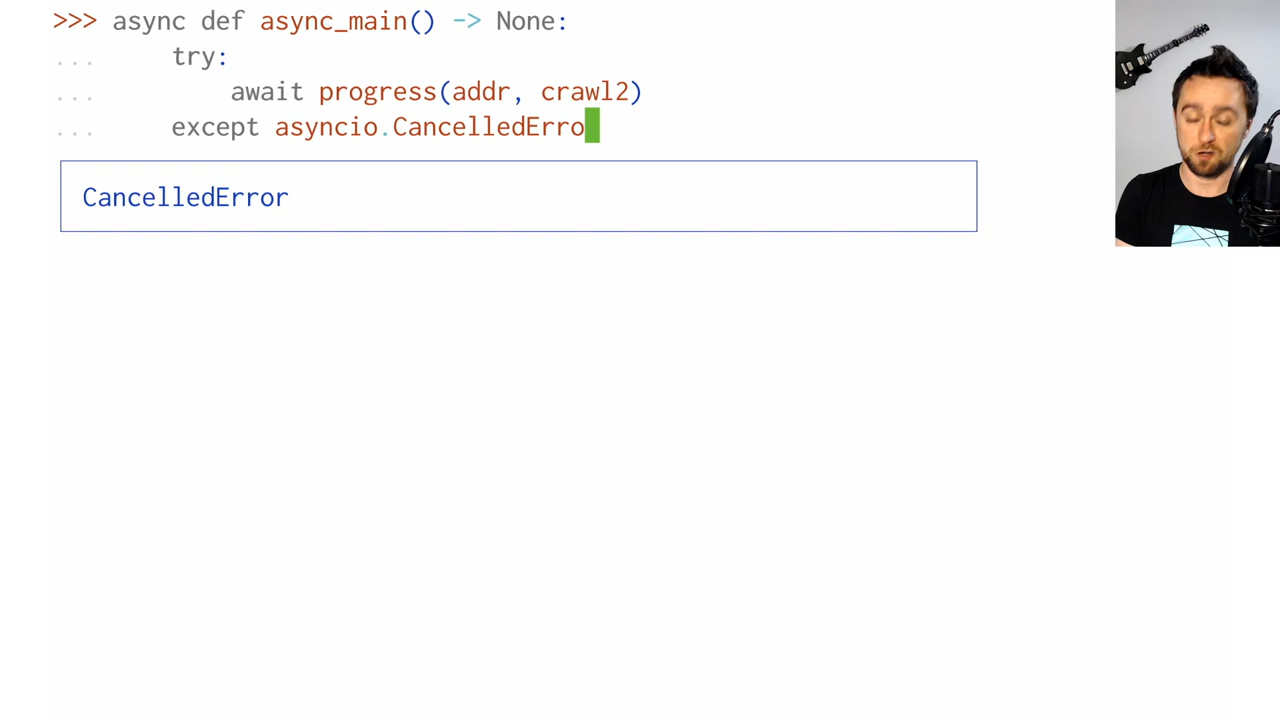 >>> async def async_main() -> None:
...     try:
...         await progress(addr, crawl2)
...     except asyncio.CancelledErro
CancelledError